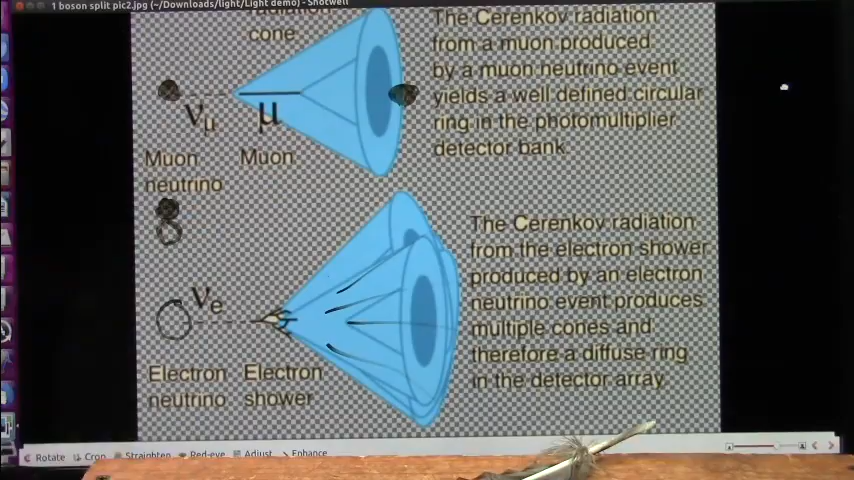 1 boson split pic2.jpg (~/Downloads/light/Light demo) - Shotwell
radiation
cone
The Cerenkov radiation
from a muon produced
by a muon neutrino event
yields a well defined circular
ring in the photomultiplier
detector bank.
νμ
μ
Muon
neutrino
Muon
The Cerenkov radiation
from the electron shower
produced by an electron
neutrino event produces
multiple cones and
therefore a diffuse ring
in the detector array.
νe
Electron
neutrino
Electron
shower
Rotate Crop Straighten Red-eye Adjust Enhance